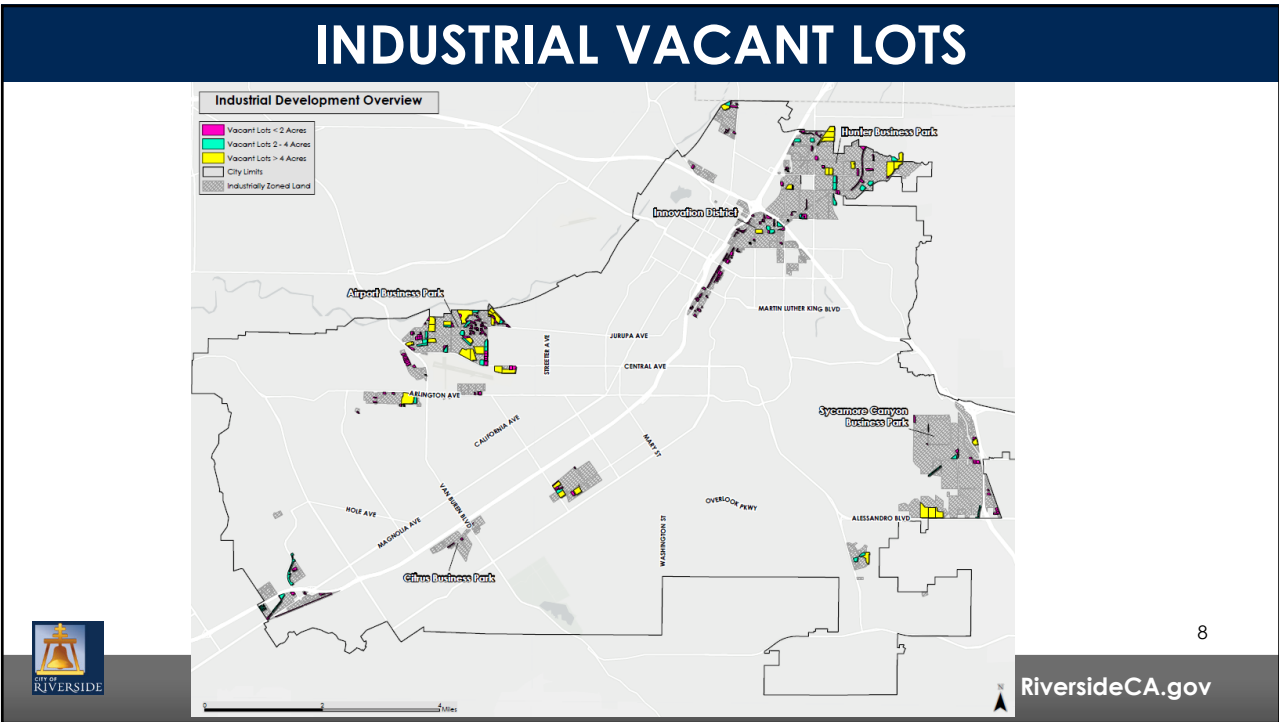 INDUSTRIAL VACANT LOTS
Industrial Development Overview
Vacant Lots < 2 Acres
Vacant Lots 2 - 4 Acres
Vacant Lots > 4 Acres
City Limits
Industrially Zoned Land
Hunter Business Park
Innovation District
Airport Business Park
MARTIN LUTHER KING BLVD
JURUPA AVE
STREETER AVE
CENTRAL AVE
ARLINGTON AVE
Sycamore Canyon
Business Park
CALIFORNIA AVE
MARY ST
VAN BUREN BLVD
OVERLOOK PKWY
HOLE AVE
ALESSANDRO BLVD
MAGNOLIA AVE
WASHINGTON ST
Citrus Business Park
8
CITY OF
RIVERSIDE
RiversideCA.gov
N
0 2 4
Miles